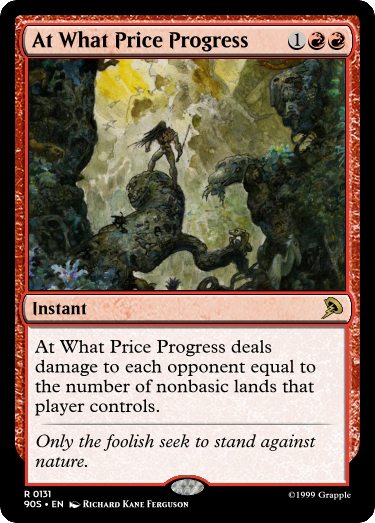 At What Price Progress 1
Instant
At What Price Progress deals
damage to each opponent equal to
the number of nonbasic lands that
player controls.
Only the foolish seek to stand against
nature.
R 0131
90S • EN Richard Kane Ferguson
©1999 Grapple